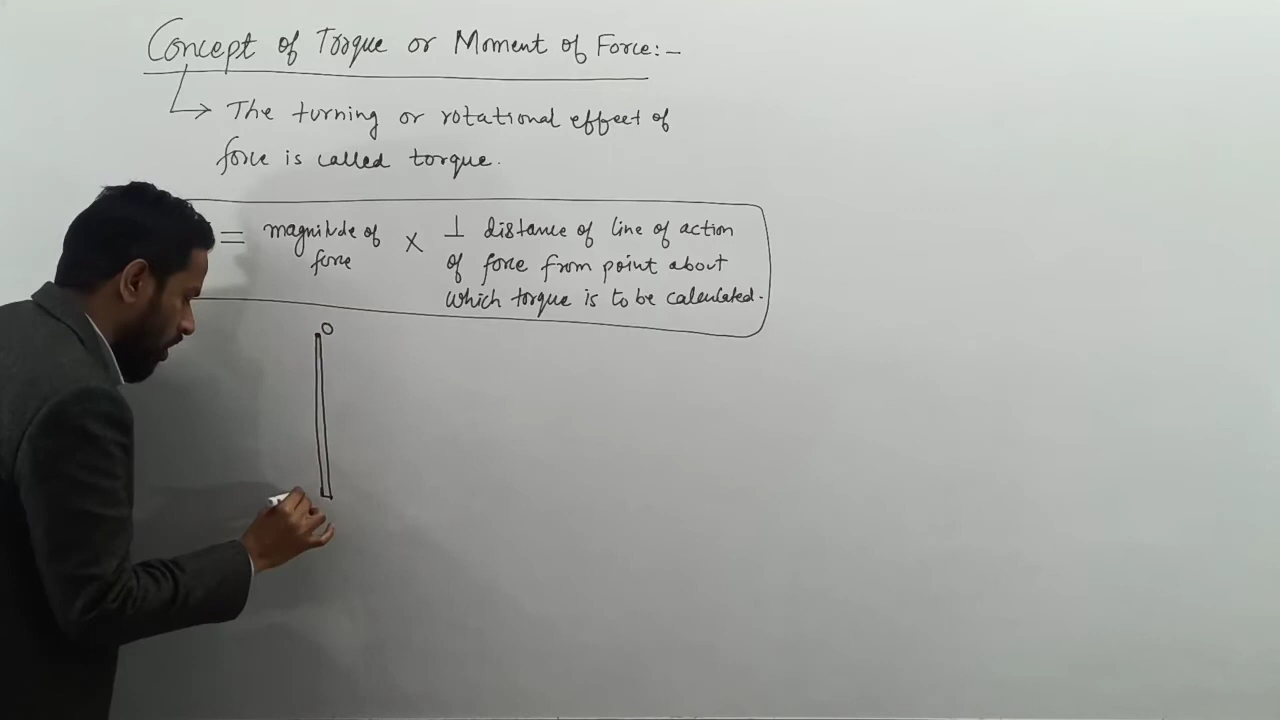 Concept of Torque or Moment of Force:-
→ The turning or rotational effect of
force is called torque.
= magnitude of force × ⊥ distance of line of action
of force from point about
which torque is to be calculated.
O